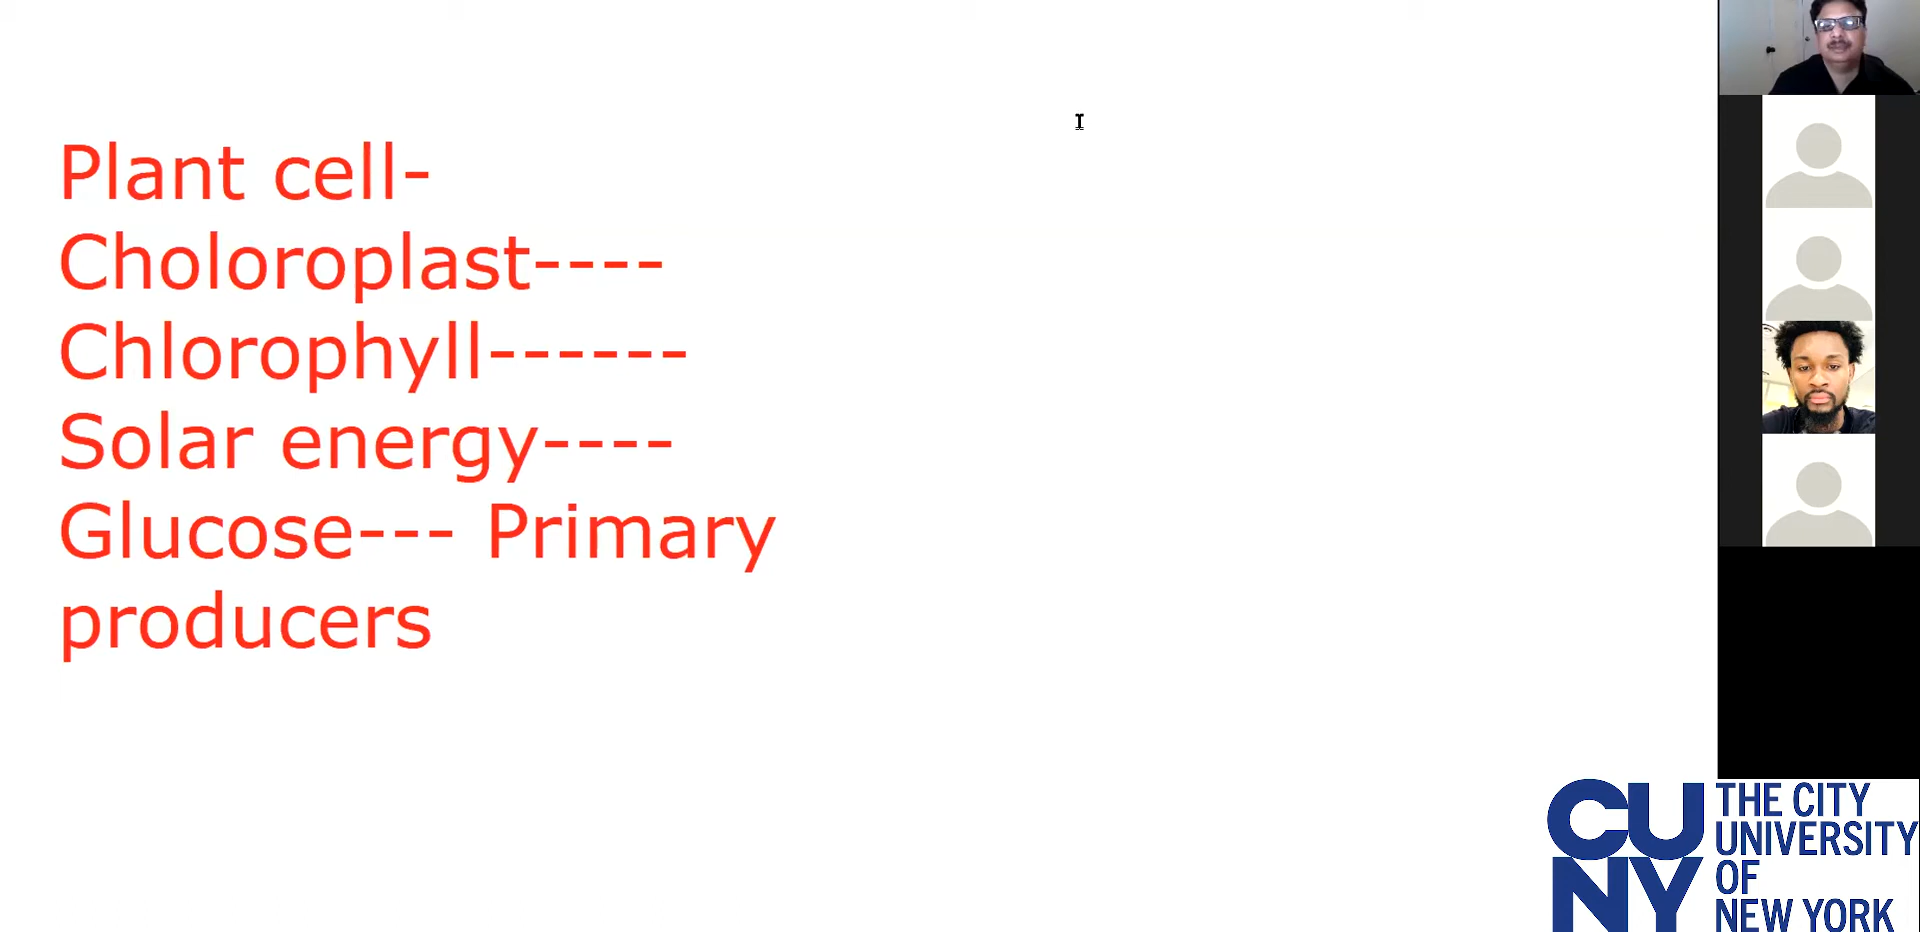 Plant cell-
Choloroplast----
Chlorophyll------
Solar energy----
Glucose--- Primary
producers
CU
NY
THE CITY
UNIVERSITY
OF
NEW YORK